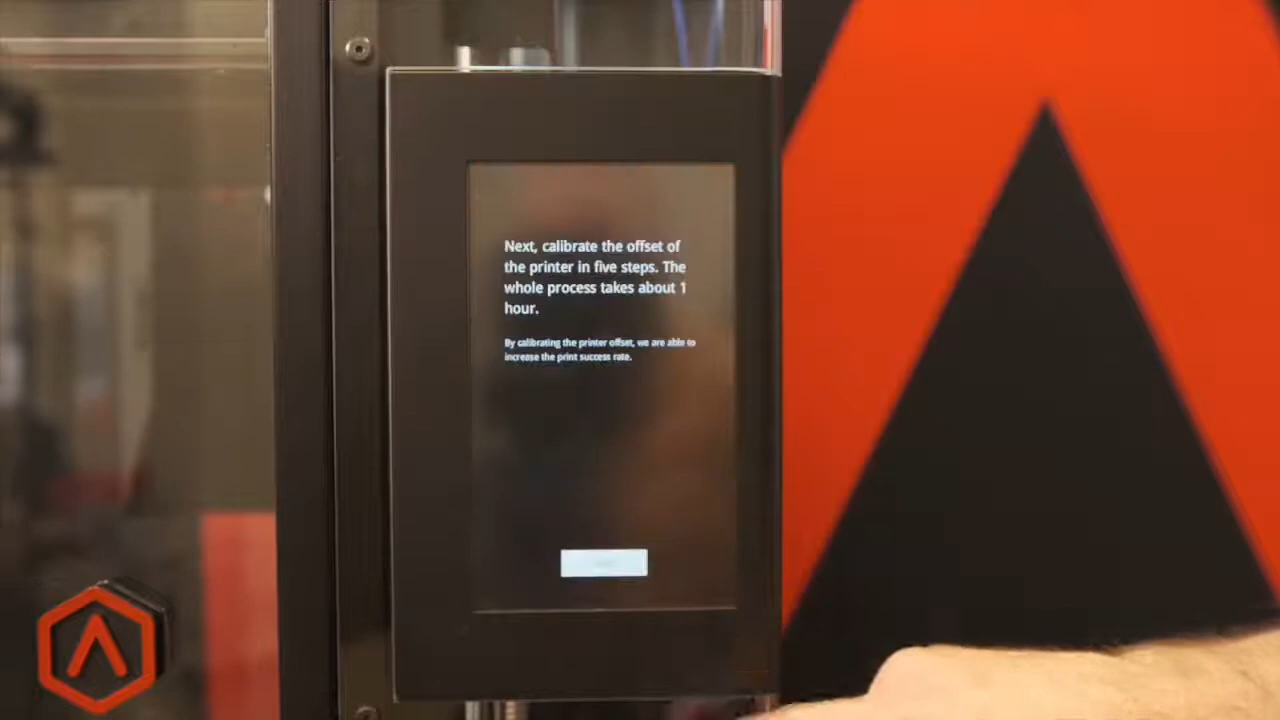 Next, calibrate the offset of
the printer in five steps. The
whole process takes about 1
hour.
By calibrating the printer offset, we are able to
increase the print success rate.